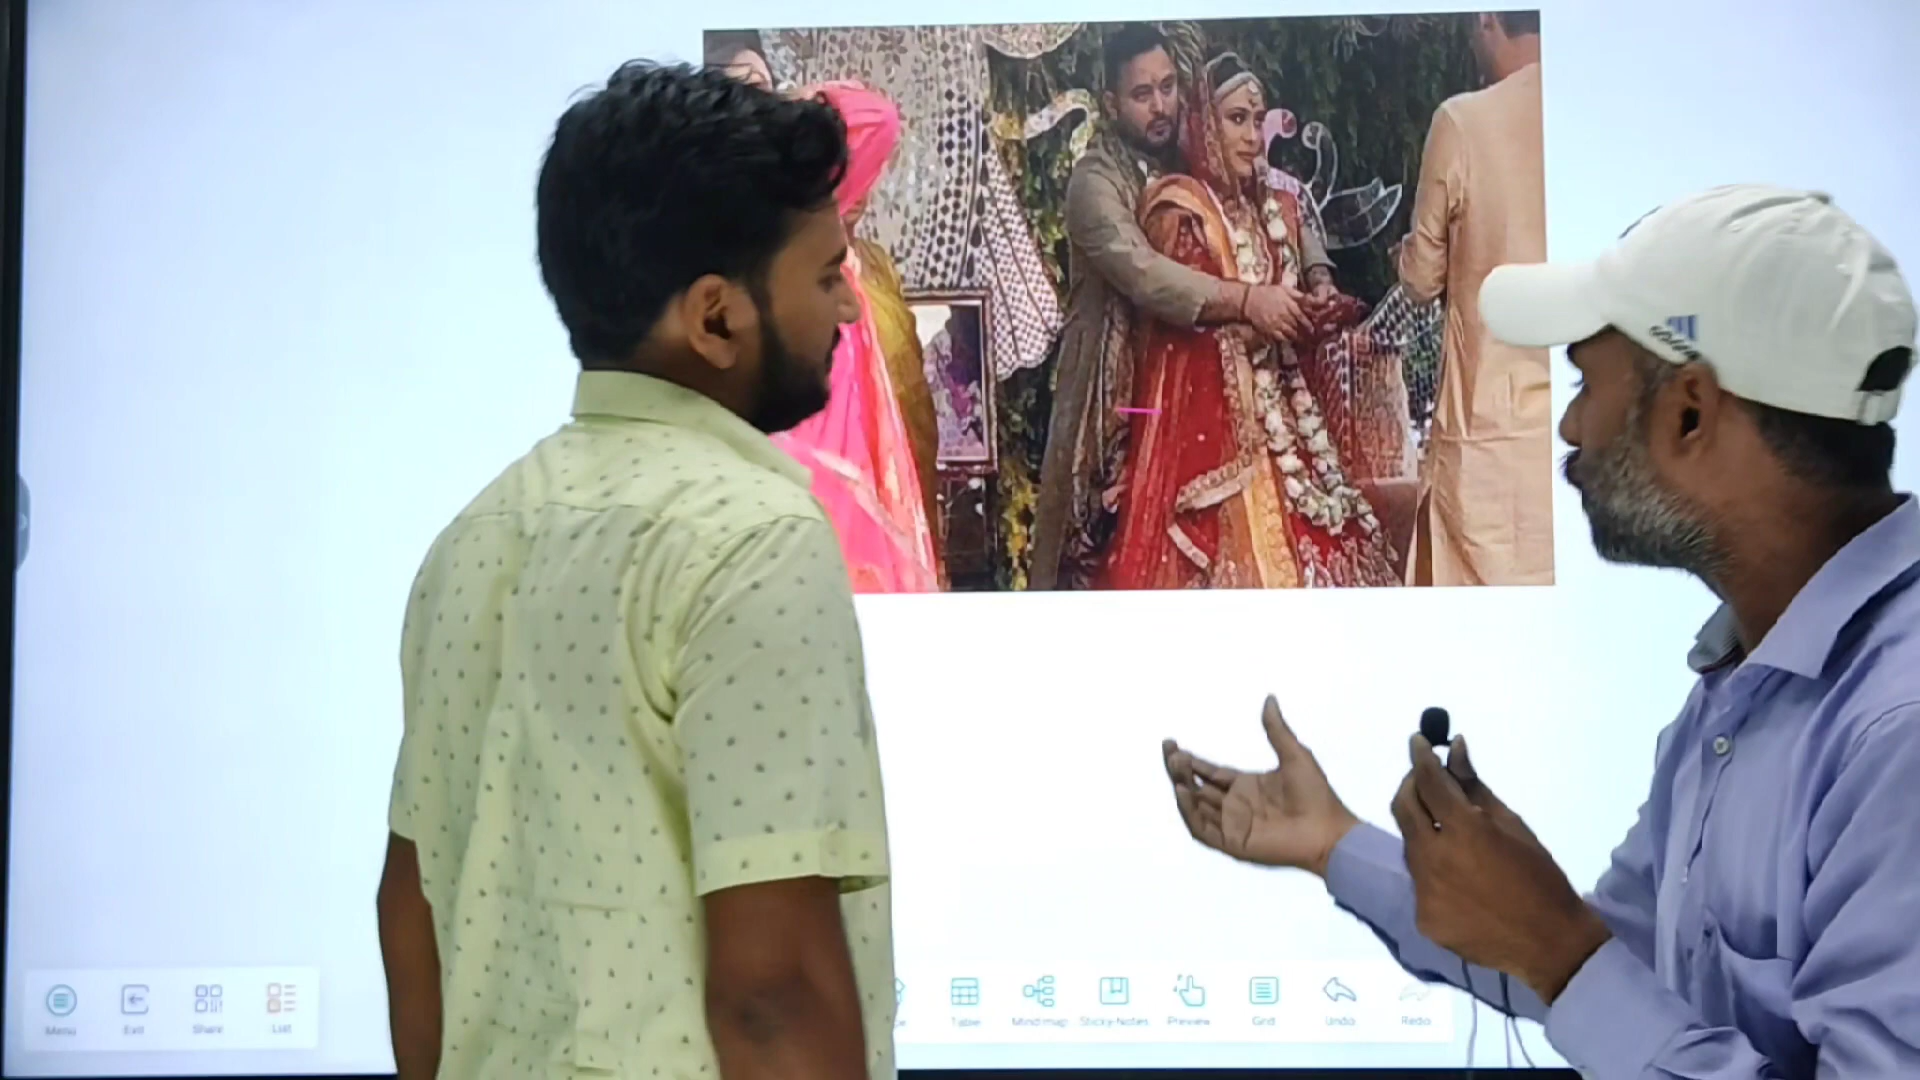 Menu
Exit
Share
List
Table
Mind map
Sticky-Notes
Preview
Grid
Undo
Redo